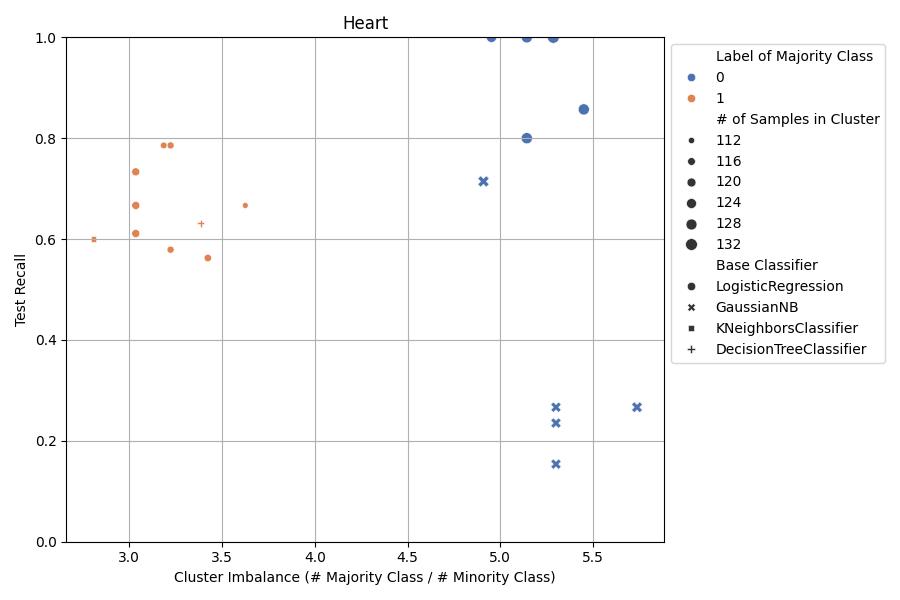 Heart
1.0
0.8
0.6
0.4
0.2
0.0
Test Recall
3.0 3.5 4.0 4.5 5.0 5.5
Cluster Imbalance (# Majority Class / # Minority Class)
Label of Majority Class
0
1
# of Samples in Cluster
112
116
120
124
128
132
Base Classifier
LogisticRegression
GaussianNB
KNeighborsClassifier
DecisionTreeClassifier